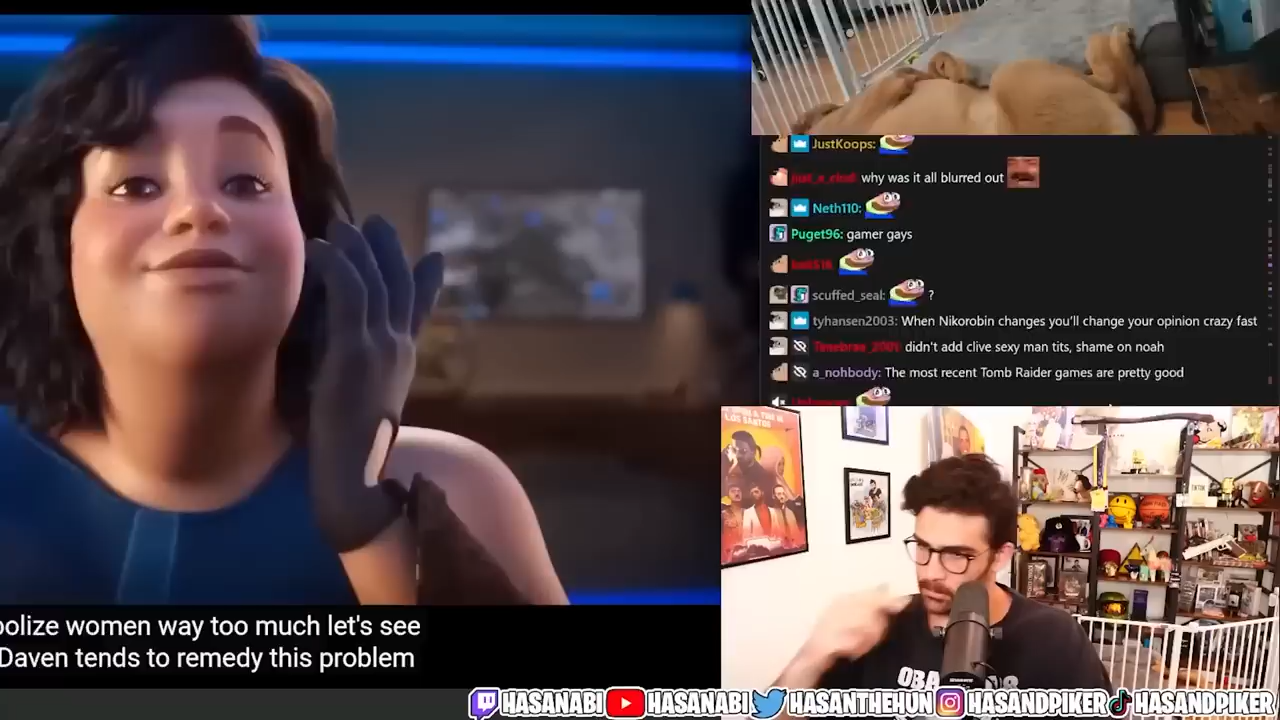 JustKoops:
why was it all blurred out
Neth110:
Puget96: gamer gays
scuffed_seal: ?
tyhansen2003: When Nikorobin changes you'll change your opinion crazy fast
didn't add clive sexy man tits, shame on noah
a_nohbody: The most recent Tomb Raider games are pretty good
LOS SANTOS
olize women way too much let's see
Daven tends to remedy this problem
HASANABI HASANABI HASANTHEHUN HASANDPIKER HASANDPIKER